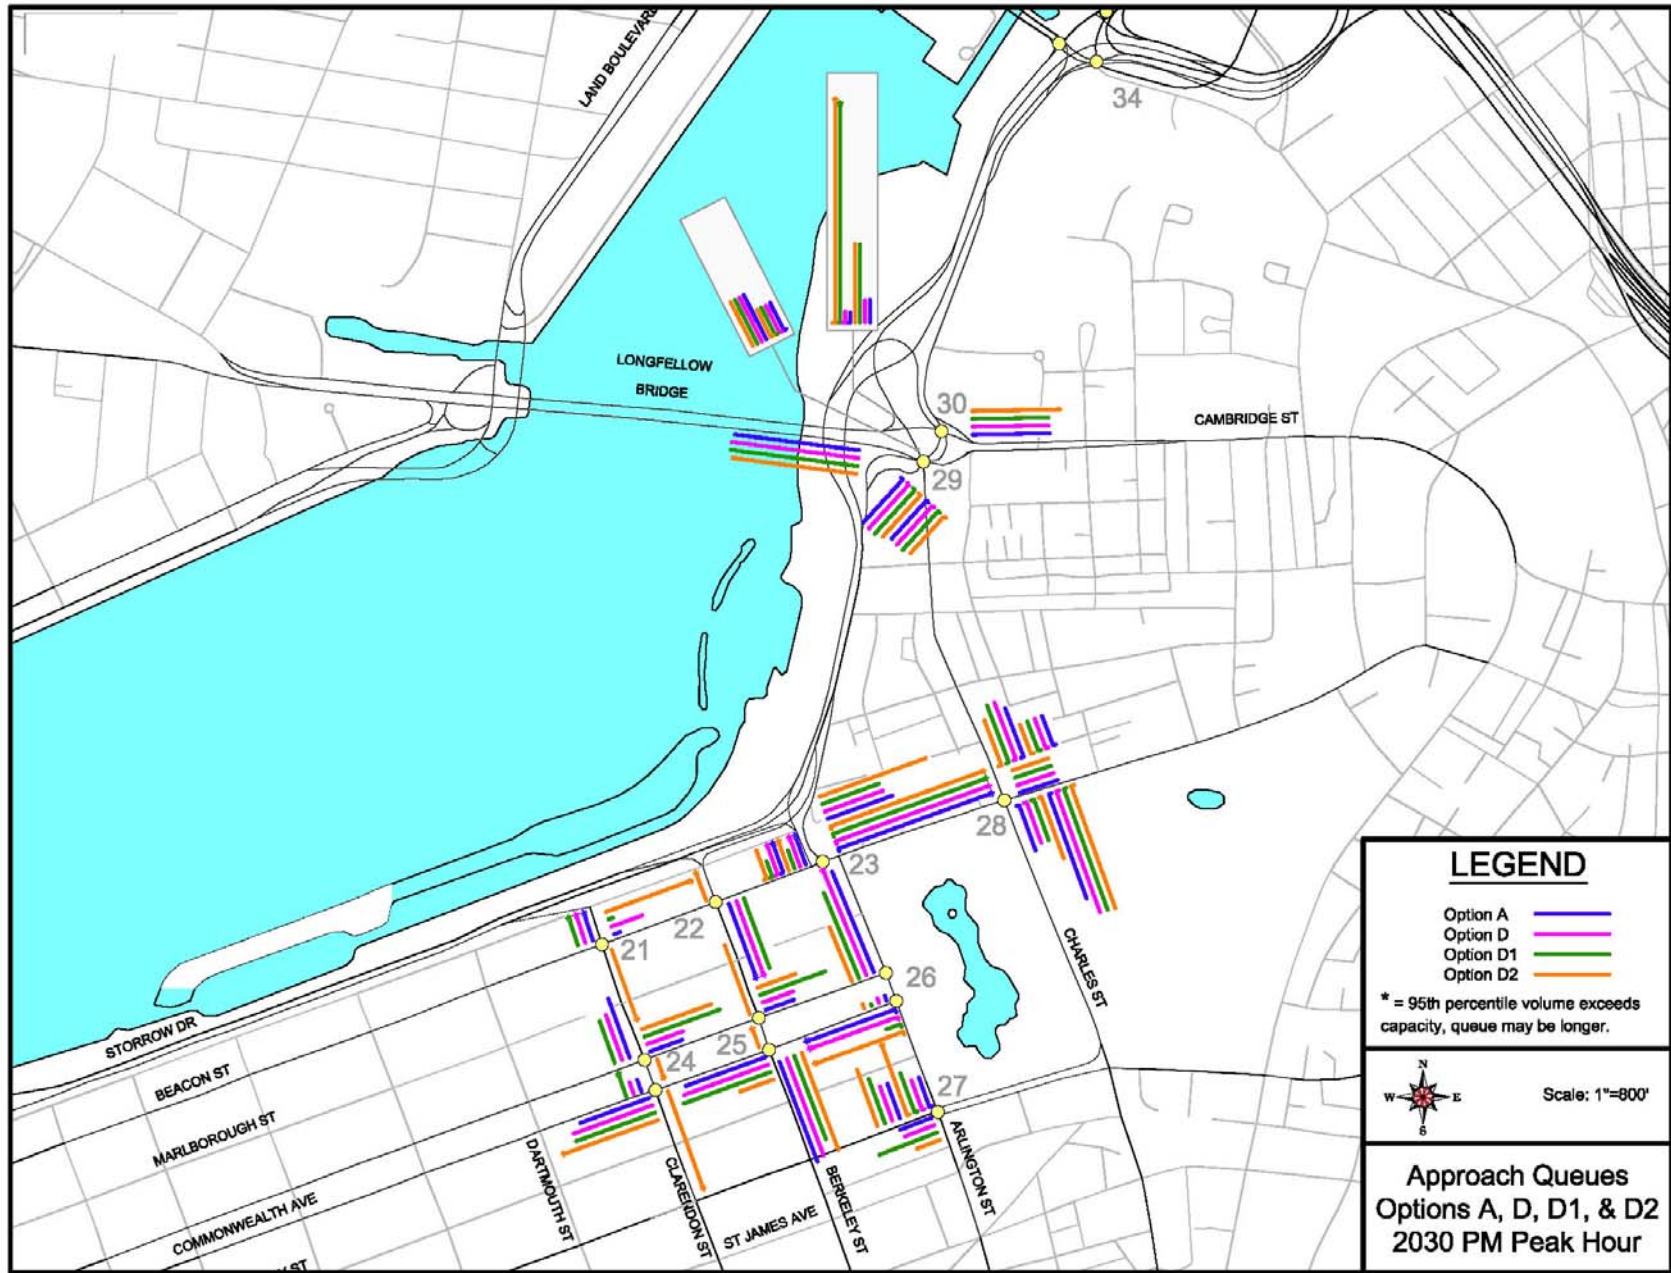 LAND BOULEVARD
34
LONGFELLOW
BRIDGE
30
CAMBRIDGE ST
29
28
23
22
21
26
25
24
27
CHARLES ST
STORROW DR
BEACON ST
MARLBOROUGH ST
COMMONWEALTH AVE
DARTMOUTH ST
CLARENDON ST
ST JAMES AVE
BERKELEY ST
ARLINGTON ST
LEGEND
Option A
Option D
Option D1
Option D2
* = 95th percentile volume exceeds
capacity, queue may be longer.
N
W E
S
Scale: 1"=800'
Approach Queues
Options A, D, D1, & D2
2030 PM Peak Hour